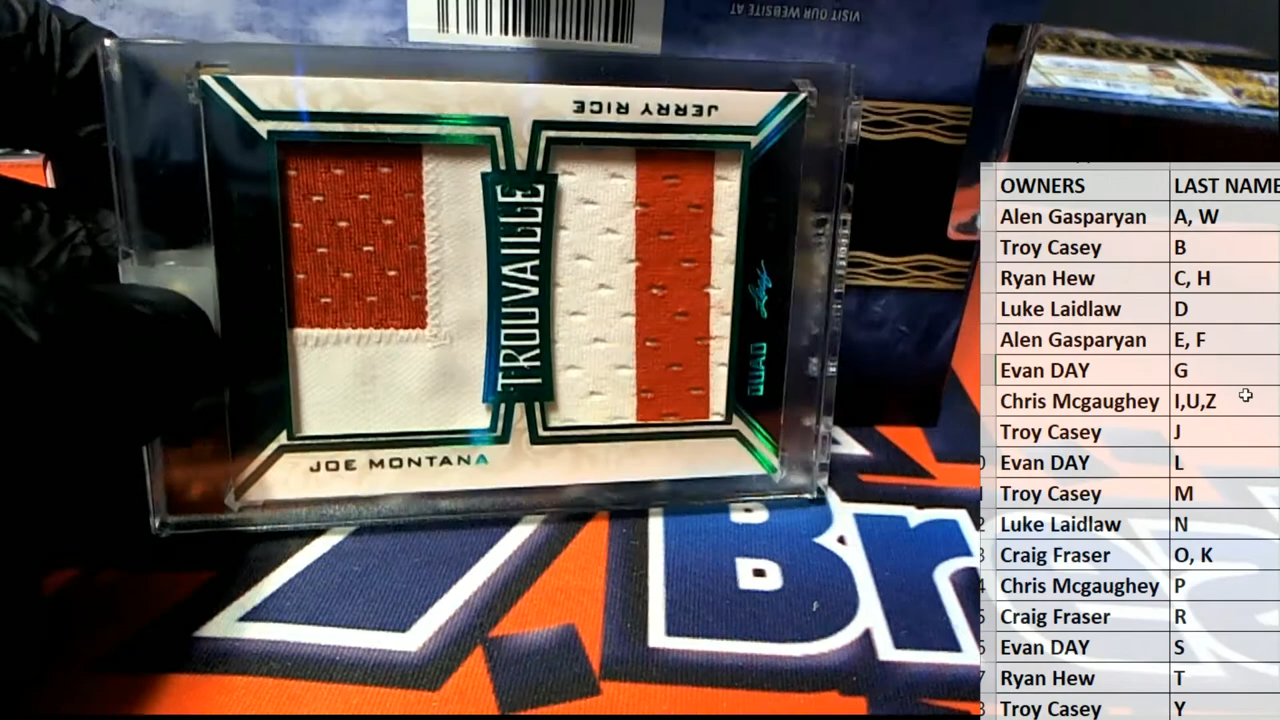 VISIT OUR WEBSITE AT
JERRY RICE
TROUVAILLE
QUAD Leaf
JOE MONTANA
Br
OWNERS LAST NAME
Alen Gasparyan A, W
Troy Casey B
Ryan Hew C, H
Luke Laidlaw D
Alen Gasparyan E, F
Evan DAY G
Chris Mcgaughey I,U,Z
Troy Casey J
Evan DAY L
Troy Casey M
Luke Laidlaw N
Craig Fraser O, K
Chris Mcgaughey P
Craig Fraser R
Evan DAY S
Ryan Hew T
Troy Casey Y